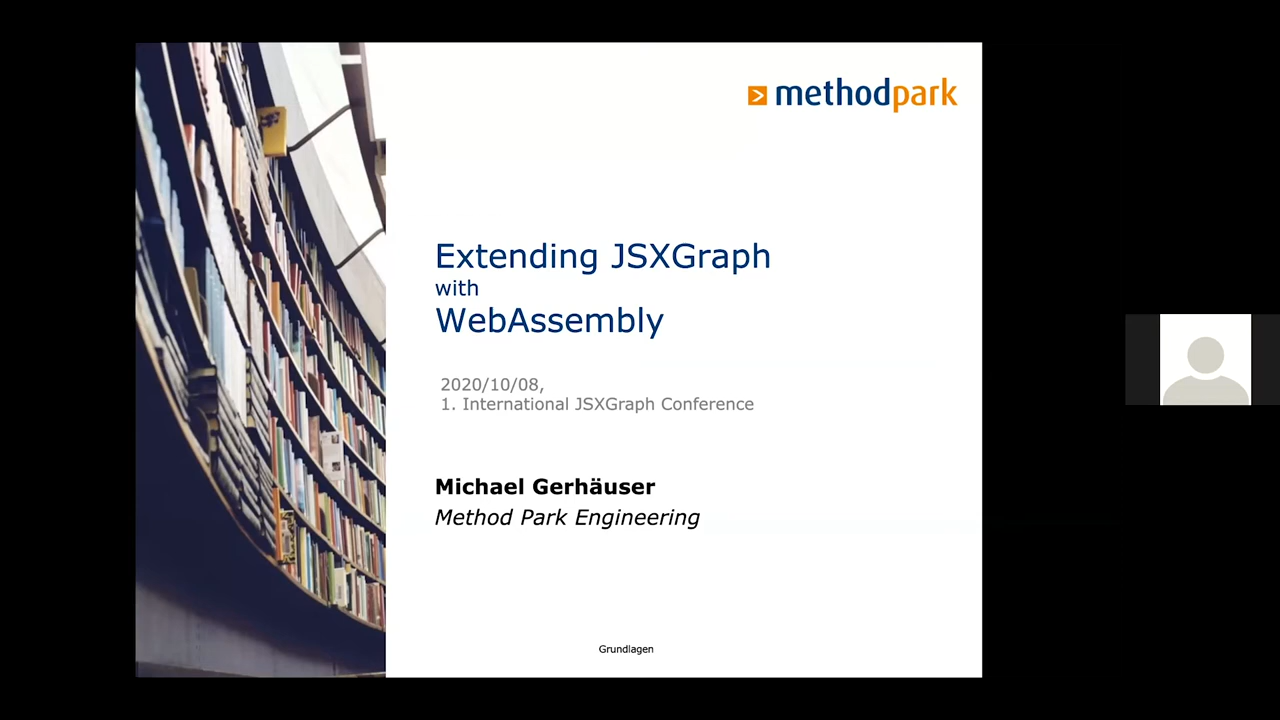 methodpark
Extending JSXGraph
with
WebAssembly
2020/10/08,
1. International JSXGraph Conference
Michael Gerhäuser
Method Park Engineering
Grundlagen